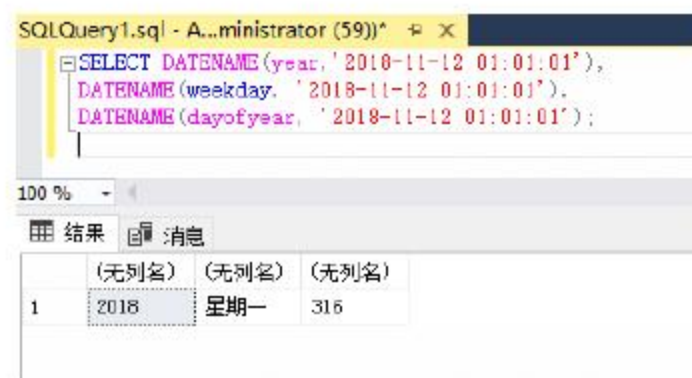 SQLQuery1.sql - A...ministrator (59))*
SELECT DATENAME(year,'2018-11-12 01:01:01'),
DATENAME(weekday, '2018-11-12 01:01:01'),
DATENAME(dayofyear, '2018-11-12 01:01:01');
100 %
结果 消息
(无列名) (无列名) (无列名)
1 2018 星期一 316